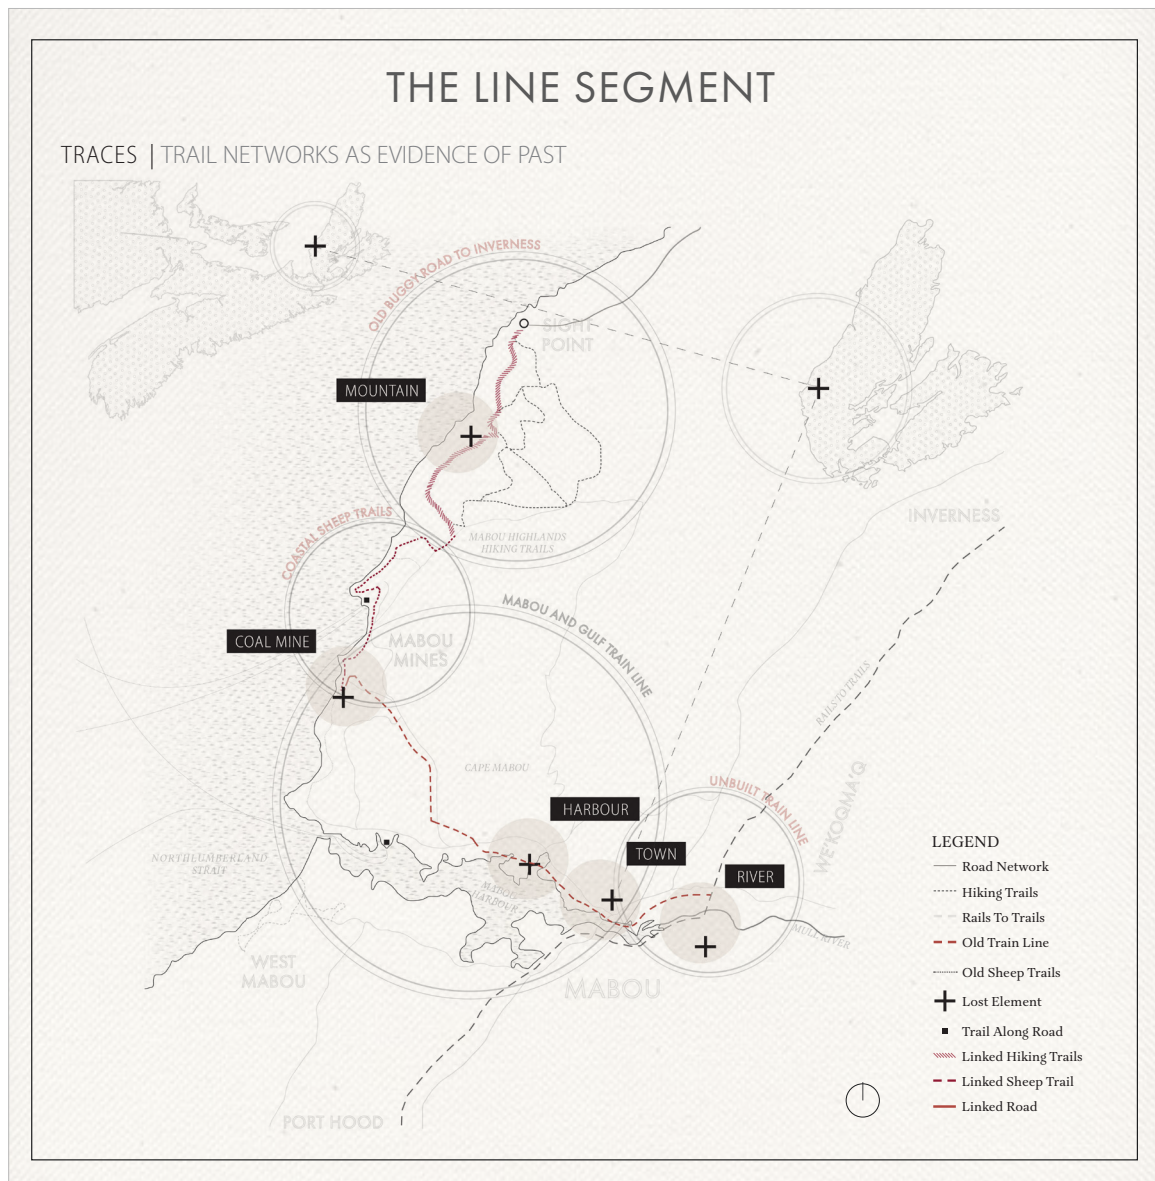 THE LINE SEGMENT
TRACES | TRAIL NETWORKS AS EVIDENCE OF PAST
OLD BUGGY ROAD TO INVERNESS
SIGHT
POINT
MOUNTAIN
COASTAL SHEEP TRAILS
MABOU HIGHLANDS
HIKING TRAILS
INVERNESS
MABOU AND GULF TRAIN LINE
COAL MINE
MABOU
MINES
RAILS TO TRAILS
CAPE MABOU
HARBOUR
UNBUILT TRAIN LINE
WE'KOQMA'Q
TOWN
RIVER
NORTHLUMBERLAND
STRAIT
MABOU
HARBOUR
MULL RIVER
WEST
MABOU
MABOU
PORT HOOD
LEGEND
Road Network
Hiking Trails
Rails To Trails
Old Train Line
Old Sheep Trails
Lost Element
Trail Along Road
Linked Hiking Trails
Linked Sheep Trail
Linked Road